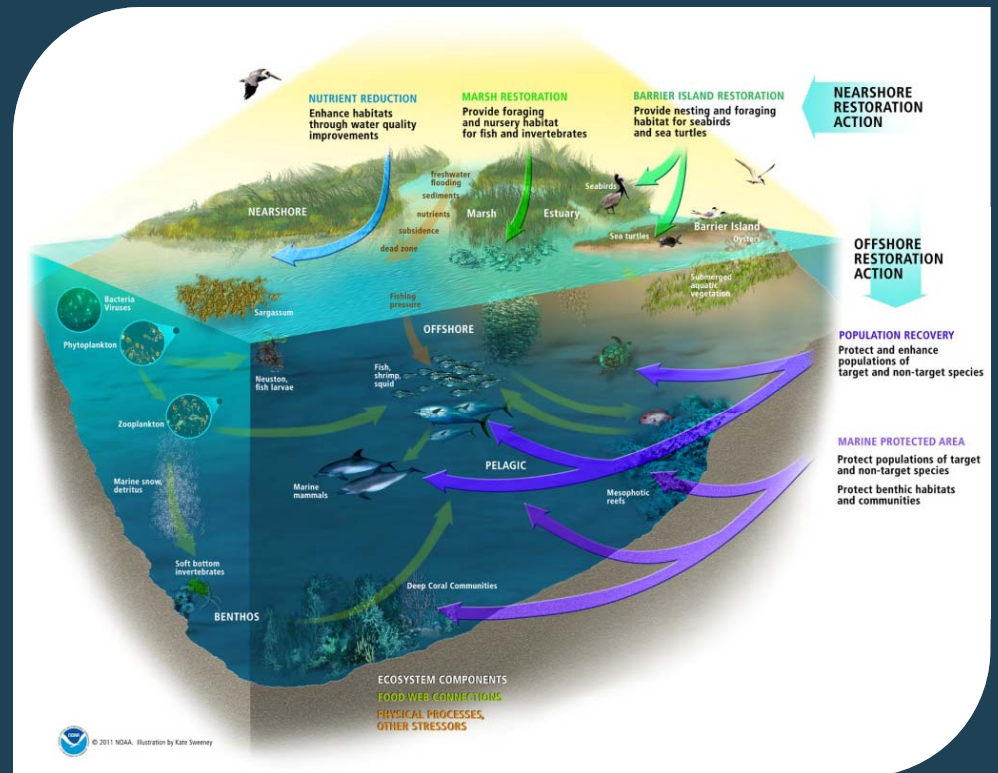 NUTRIENT REDUCTION
Enhance habitats
through water quality
improvements
MARSH RESTORATION
Provide foraging
and nursery habitat
for fish and invertebrates
BARRIER ISLAND RESTORATION
Provide nesting and foraging
habitat for seabirds
and sea turtles
NEARSHORE
RESTORATION
ACTION
freshwater
flooding
sediments
nutrients
subsidence
dead zone
NEARSHORE
Marsh
Estuary
Seabirds
Sea turtles
Barrier Island
Oysters
OFFSHORE
RESTORATION
ACTION
Submerged
aquatic
vegetation
Bacteria
Viruses
Sargassum
Fishing
pressure
OFFSHORE
Phytoplankton
Neuston,
fish larvae
Fish,
shrimp,
squid
POPULATION RECOVERY
Protect and enhance
populations of
target and non-target species
Zooplankton
MARINE PROTECTED AREA
Protect populations of target
and non-target species
Protect benthic habitats
and communities
PELAGIC
Marine snow,
detritus
Marine
mammals
Mesophotic
reefs
Soft bottom
invertebrates
Deep Coral Communities
BENTHOS
ECOSYSTEM COMPONENTS
FOOD WEB CONNECTIONS
PHYSICAL PROCESSES,
OTHER STRESSORS
NOAA
© 2011 NOAA, Illustration by Kate Sweeney